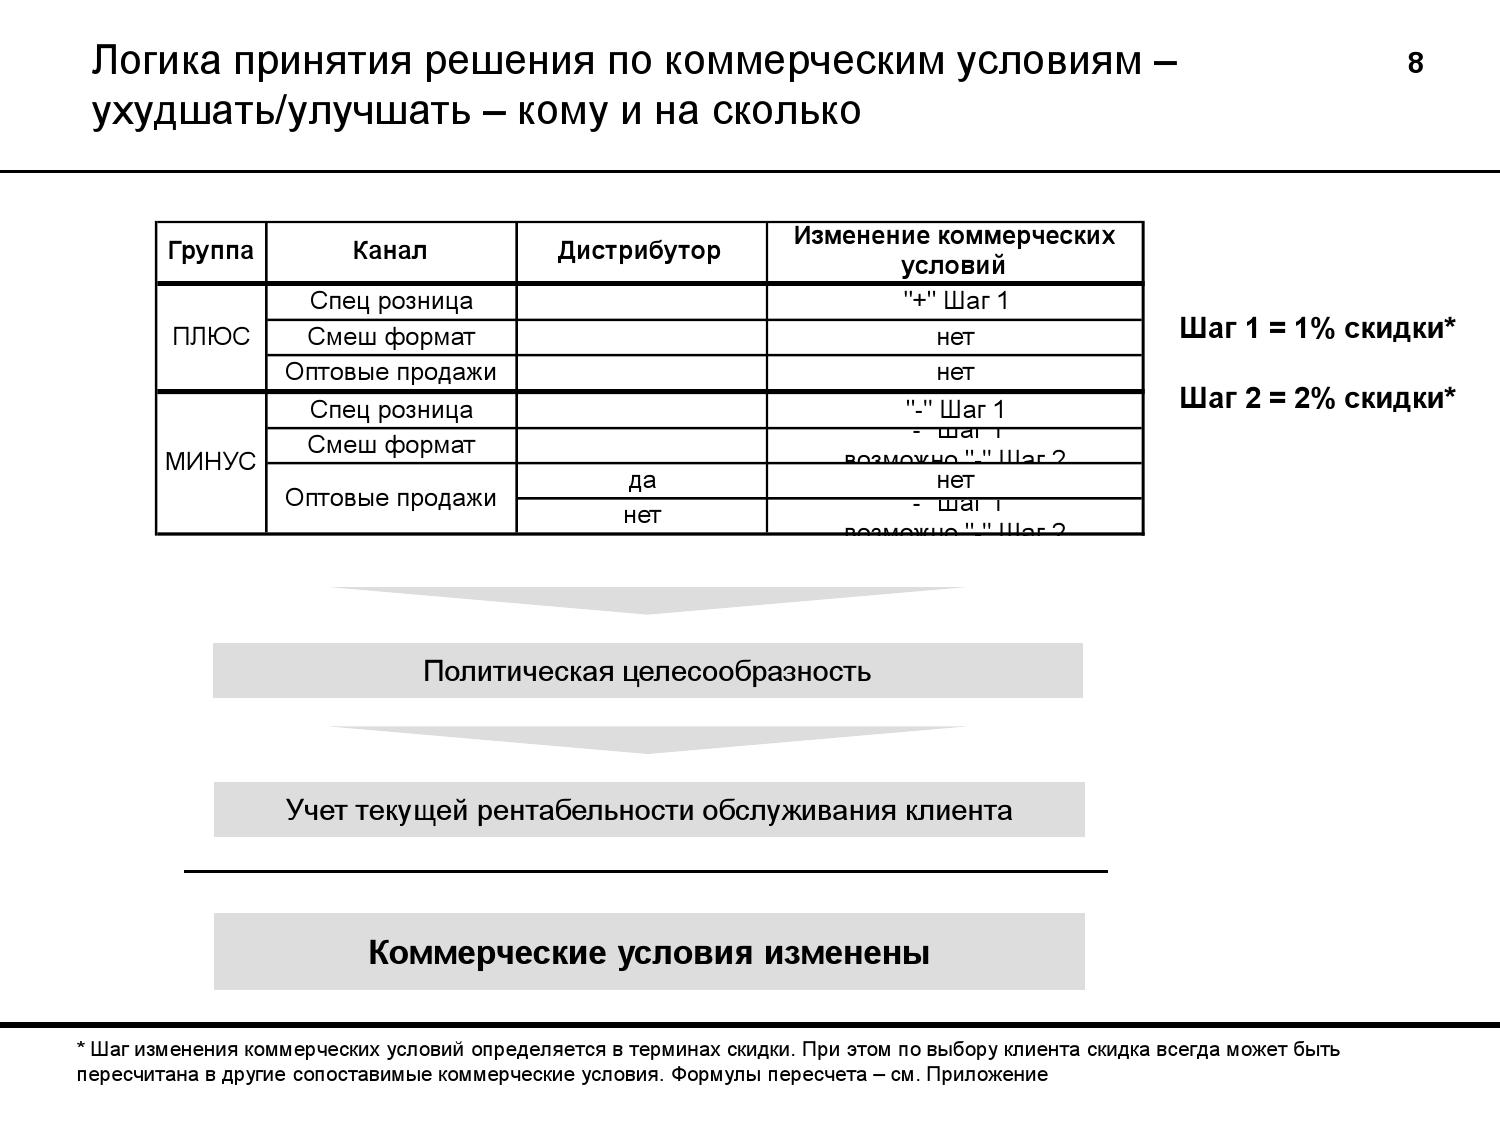 Логика принятия решения по коммерческим условиям –
ухудшать/улучшать – кому и на сколько
8
Группа Канал Дистрибутор Изменение коммерческих
условий
ПЛЮС
Спец розница "+" Шаг 1
Смеш формат нет
Оптовые продажи нет
МИНУС
Спец розница "-" Шаг 1
Смеш формат "-" Шаг 1
возможно "-" Шаг 2
Оптовые продажи
да нет
нет "-" Шаг 1
возможно "-" Шаг 2
Шаг 1 = 1% скидки*
Шаг 2 = 2% скидки*
Политическая целесообразность
Учет текущей рентабельности обслуживания клиента
Коммерческие условия изменены
* Шаг изменения коммерческих условий определяется в терминах скидки. При этом по выбору клиента скидка всегда может быть
пересчитана в другие сопоставимые коммерческие условия. Формулы пересчета – см. Приложение